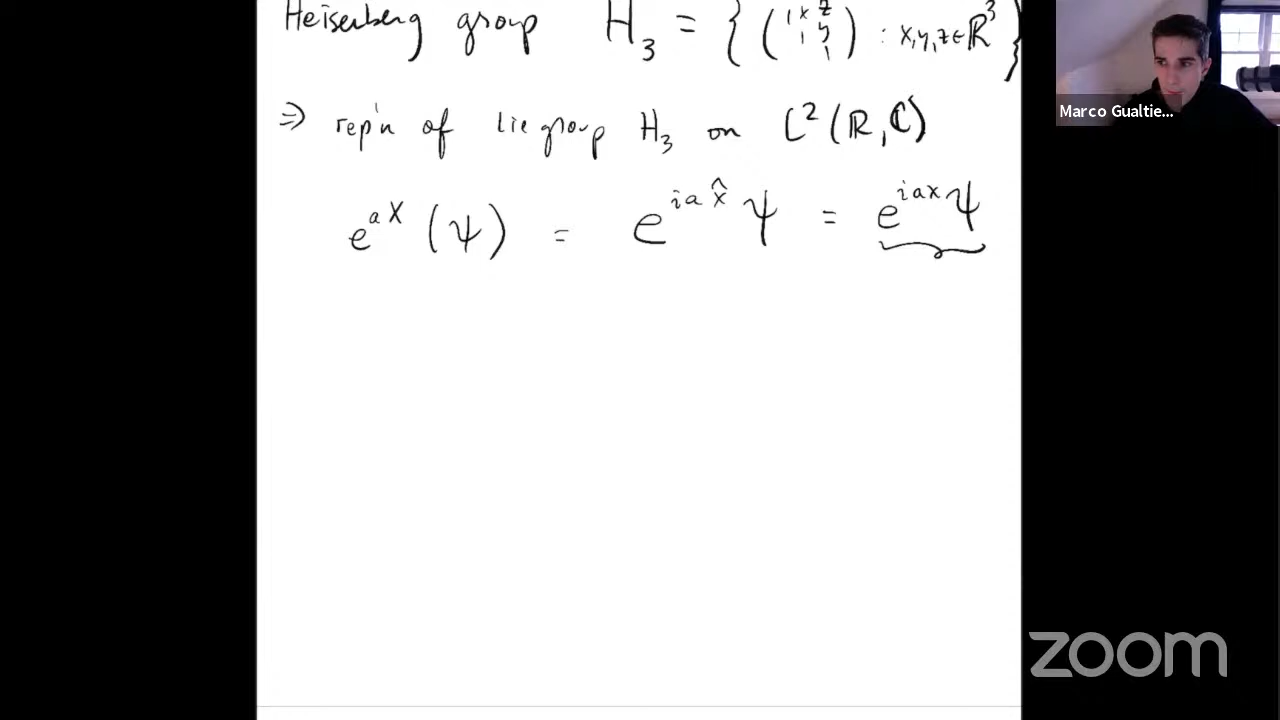 Heisenberg group H₃ = { ( 1 x z 1 y 1 ) : x,y,z∈ℝ³ }
⇒ rep'n of Lie group H₃ on L²(ℝ,ℂ)
e^{aX} (ψ) = e^{iax̂} ψ = e^{iax} ψ
Marco Gualtie...
zoom